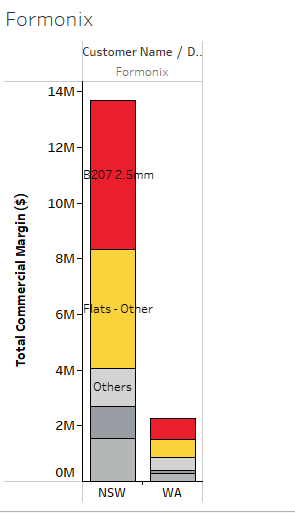 Formonix
Customer Name / D..
Formonix
14M
12M
10M
8M
6M
4M
2M
0M
Total Commercial Margin ($)
B207 2.5mm
Flats - Other
Others
NSW
WA